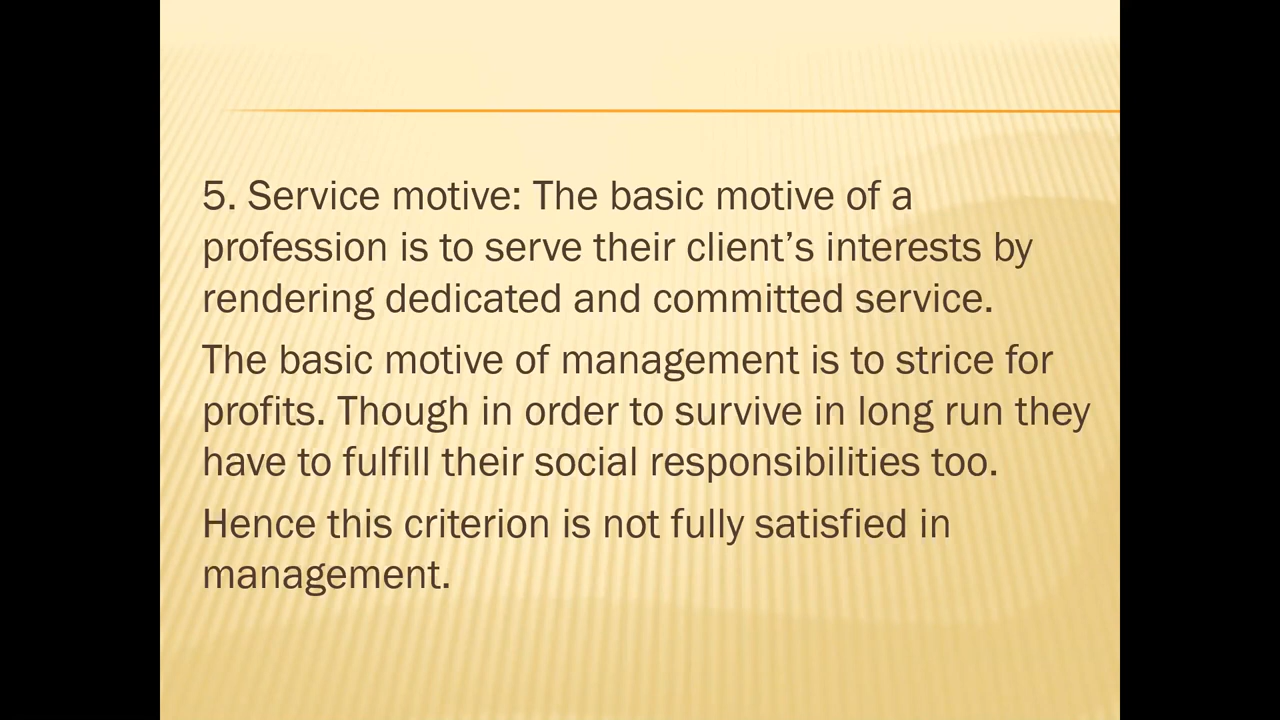 5. Service motive: The basic motive of a
profession is to serve their client’s interests by
rendering dedicated and committed service.
The basic motive of management is to strice for
profits. Though in order to survive in long run they
have to fulfill their social responsibilities too.
Hence this criterion is not fully satisfied in
management.